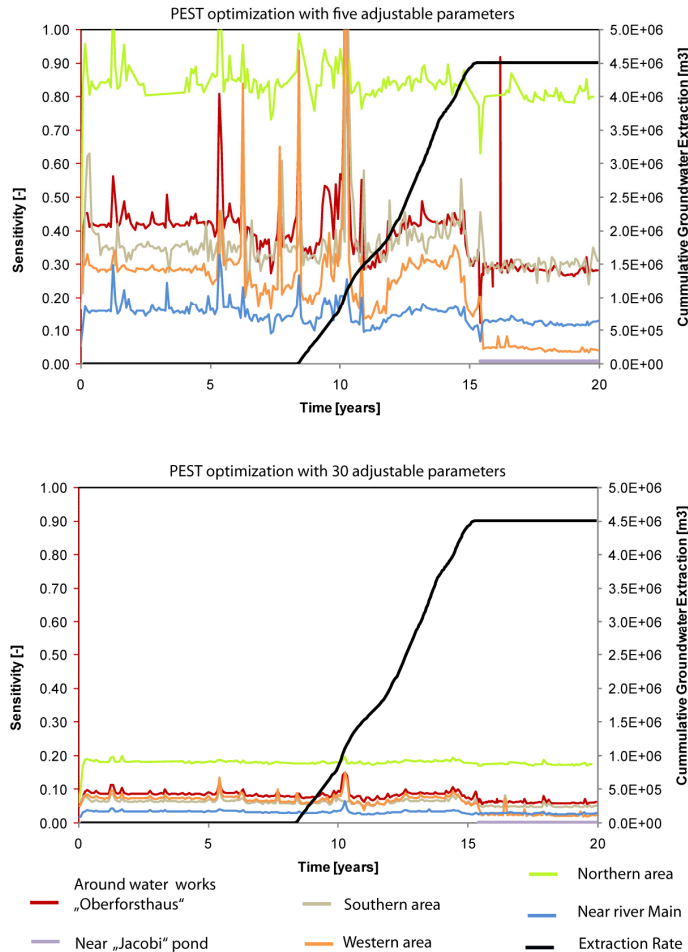 PEST optimization with five adjustable parameters
1.00
0.90
0.80
0.70
0.60
0.50
0.40
0.30
0.20
0.10
0.00
Sensitivity [-]
5.0E+06
4.5E+06
4.0E+06
3.5E+06
3.0E+06
2.5E+06
2.0E+06
1.5E+06
1.0E+06
5.0E+05
0.0E+00
Cummulative Groundwater Extraction [m3]
0 5 10 15 20
Time [years]
PEST optimization with 30 adjustable parameters
1.00
0.90
0.80
0.70
0.60
0.50
0.40
0.30
0.20
0.10
0.00
Sensitivity [-]
5.0E+06
4.5E+06
4.0E+06
3.5E+06
3.0E+06
2.5E+06
2.0E+06
1.5E+06
1.0E+06
5.0E+05
0.0E+00
Cummulative Groundwater Extraction [m3]
0 5 10 15 20
Time [years]
Around water works
„Oberforsthaus“
Near „Jacobi“ pond
Southern area
Western area
Northern area
Near river Main
Extraction Rate